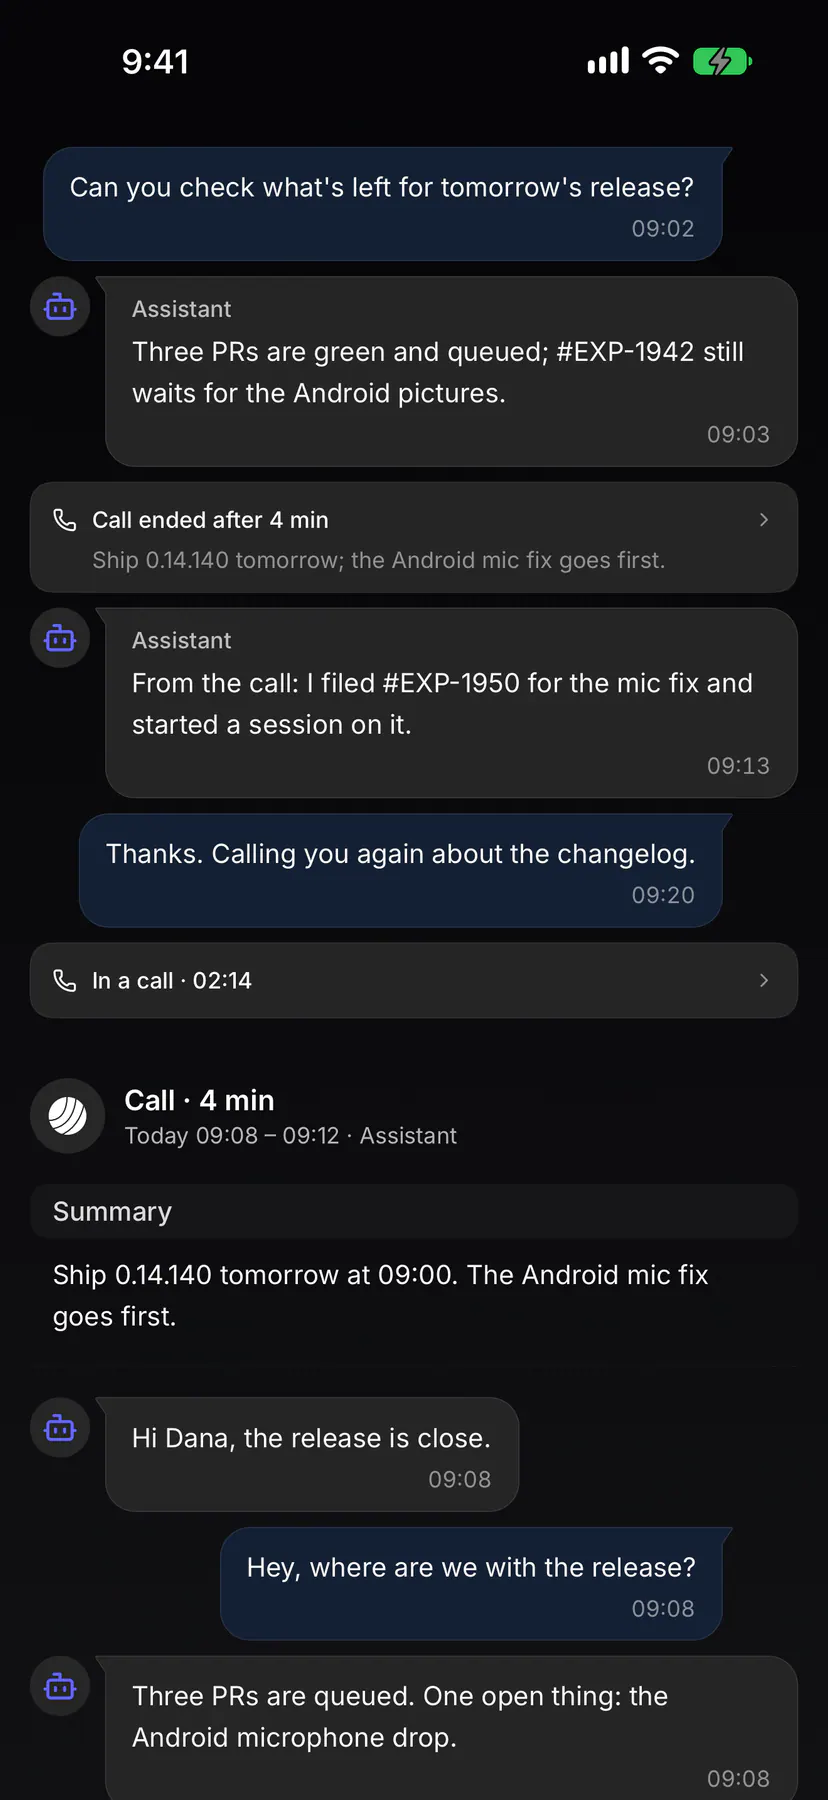 9:41
Can you check what's left for tomorrow's release?
09:02
Assistant
Three PRs are green and queued; #EXP-1942 still
waits for the Android pictures.
09:03
Call ended after 4 min
Ship 0.14.140 tomorrow; the Android mic fix goes first.
Assistant
From the call: I filed #EXP-1950 for the mic fix and
started a session on it.
09:13
Thanks. Calling you again about the changelog.
09:20
In a call · 02:14
Call · 4 min
Today 09:08 – 09:12 · Assistant
Summary
Ship 0.14.140 tomorrow at 09:00. The Android mic fix
goes first.
Hi Dana, the release is close.
09:08
Hey, where are we with the release?
09:08
Three PRs are queued. One open thing: the
Android microphone drop.
09:08